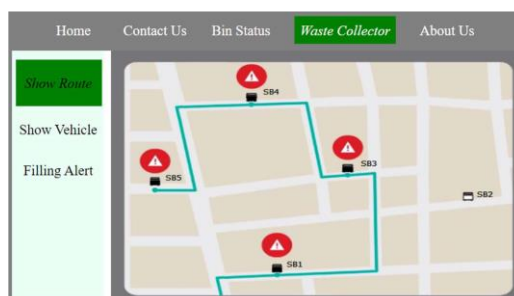 Home Contact Us Bin Status Waste Collector About Us
Show Route
Show Vehicle
Filling Alert
SB4
SB3
SB5
SB2
SB1